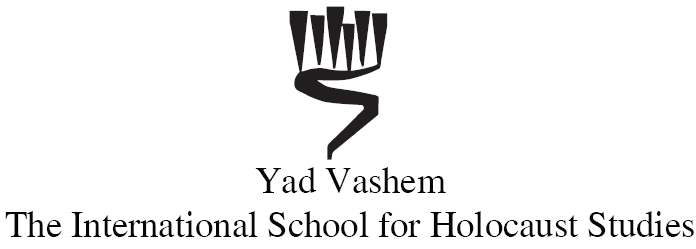 Yad Vashem
The International School for Holocaust Studies